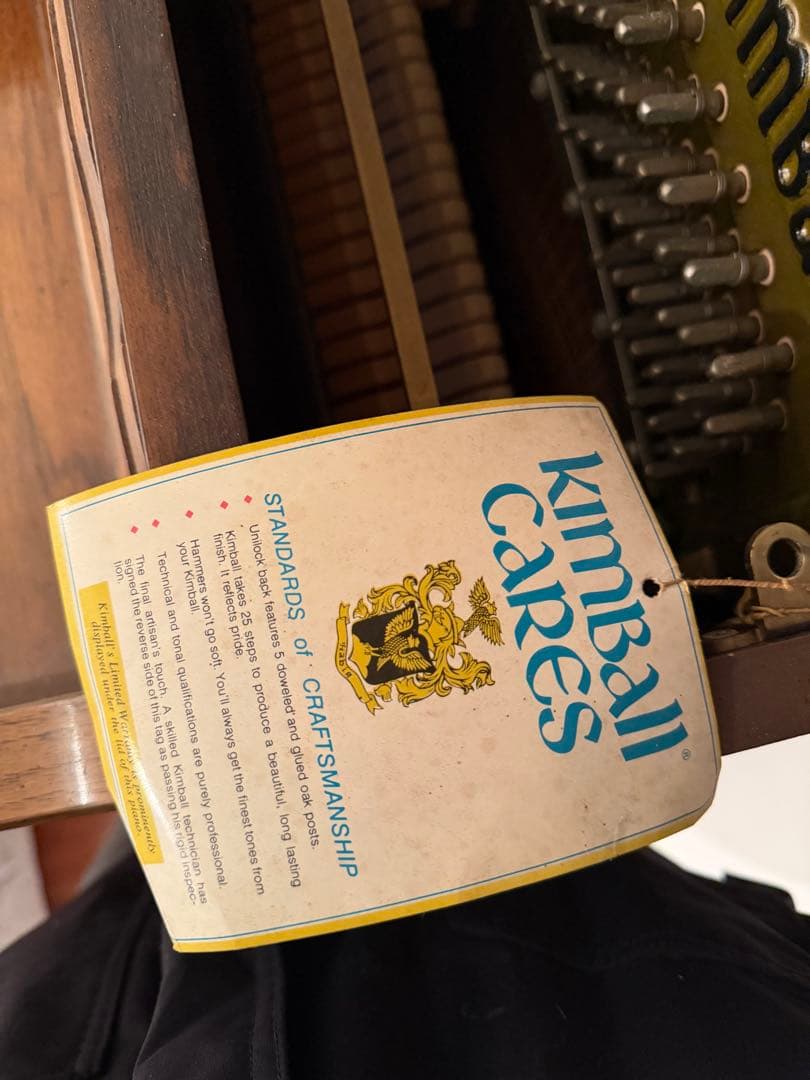 KIMBALL®
CARES
STANDARDS of CRAFTSMANSHIP
Unilock back features 5 doweled and glued oak posts.
Kimball takes 25 steps to produce a beautiful, long lasting
finish. It reflects pride.
Hammers won't go soft. You'll always get the finest tones from
your Kimball.
Technical and tonal qualifications are purely professional.
The final artisan's touch. A skilled Kimball technician has
signed the reverse side of this tag as passing his rigid inspec-
tion.
Kimball's Limited Warranty is prominently
displayed under the lid of this piano.